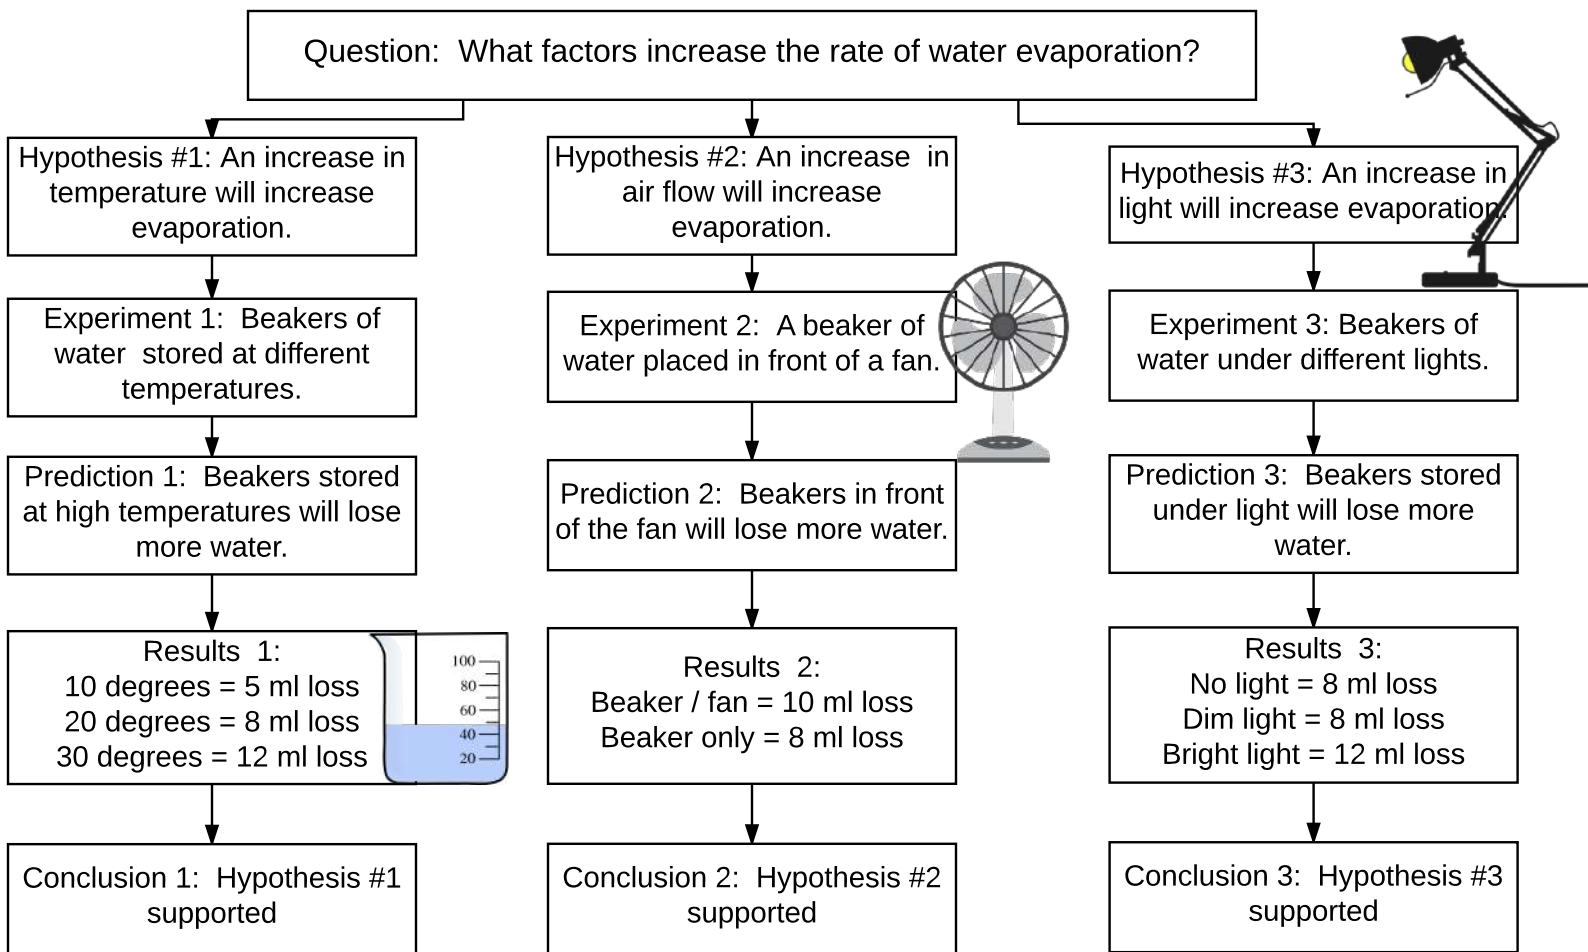 Question:  What factors increase the rate of water evaporation?
Hypothesis #1: An increase in
temperature will increase
evaporation.
Experiment 1:  Beakers of
water  stored at different
temperatures.
Prediction 1:  Beakers stored
at high temperatures will lose
more water.
Results  1:
10 degrees = 5 ml loss
20 degrees = 8 ml loss
30 degrees = 12 ml loss
100
80
60
40
20
Conclusion 1:  Hypothesis #1
supported
Hypothesis #2: An increase  in
air flow will increase
evaporation.
Experiment 2:  A beaker of
water placed in front of a fan.
Prediction 2:  Beakers in front
of the fan will lose more water.
Results  2:
Beaker / fan = 10 ml loss
Beaker only = 8 ml loss
Conclusion 2:  Hypothesis #2
supported
Hypothesis #3: An increase in
light will increase evaporation.
Experiment 3: Beakers of
water under different lights.
Prediction 3:  Beakers stored
under light will lose more
water.
Results  3:
No light = 8 ml loss
Dim light = 8 ml loss
Bright light = 12 ml loss
Conclusion 3:  Hypothesis #3
supported